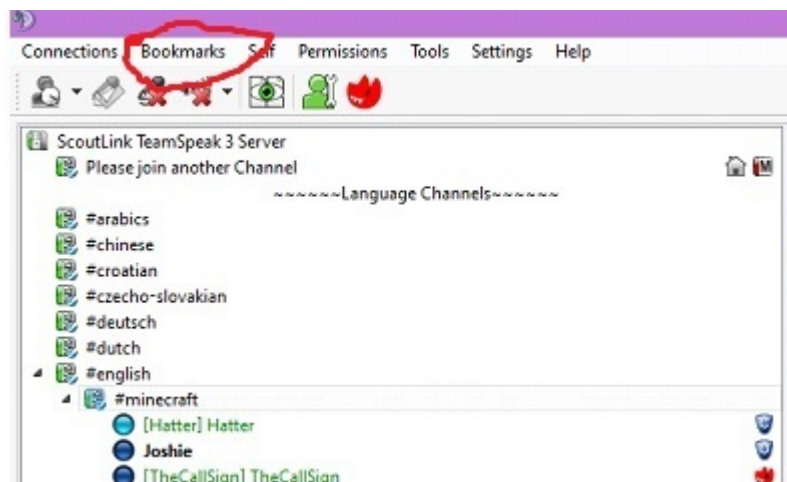 Connections Bookmarks Self Permissions Tools Settings Help
ScoutLink TeamSpeak 3 Server
Please join another Channel
M
~~~~~~Language Channels~~~~~~
#arabics
#chinese
#croatian
#czecho-slovakian
#deutsch
#dutch
#english
#minecraft
[Hatter] Hatter
Joshie
[TheCallSign] TheCallSign